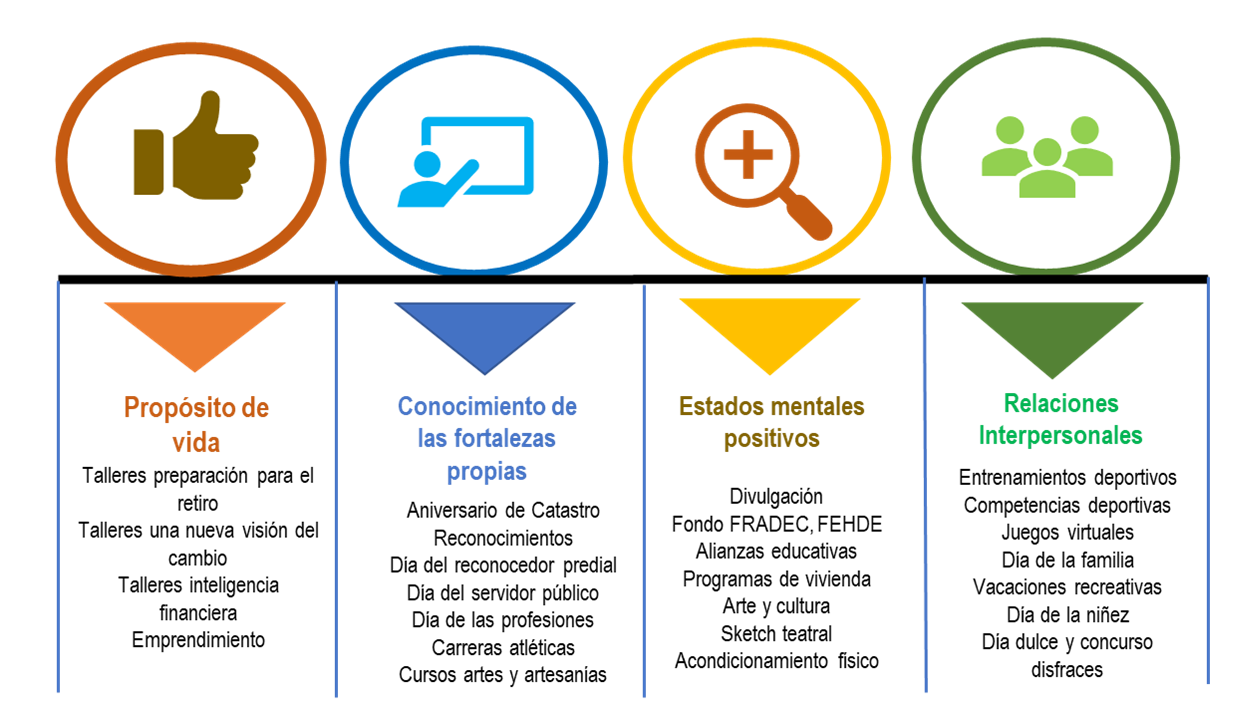 Propósito de
vida
Talleres preparación para el
retiro
Talleres una nueva visión del
cambio
Talleres inteligencia
financiera
Emprendimiento
Conocimiento de
las fortalezas
propias
Aniversario de Catastro
Reconocimientos
Día del reconocedor predial
Día del servidor público
Día de las profesiones
Carreras atléticas
Cursos artes y artesanías
Estados mentales
positivos
Divulgación
Fondo FRADEC, FEHDE
Alianzas educativas
Programas de vivienda
Arte y cultura
Sketch teatral
Acondicionamiento físico
Relaciones
Interpersonales
Entrenamientos deportivos
Competencias deportivas
Juegos virtuales
Día de la familia
Vacaciones recreativas
Día de la niñez
Día dulce y concurso
disfraces